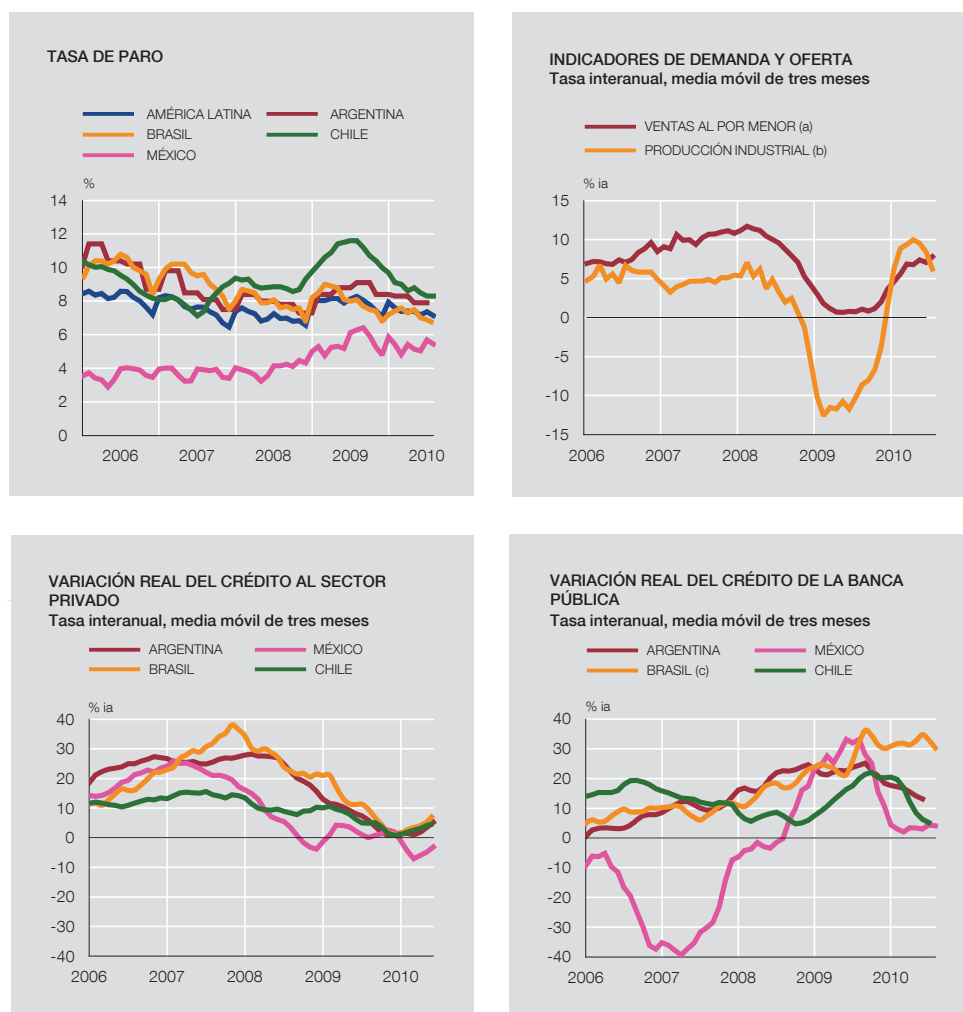 TASA DE PARO
AMÉRICA LATINA
ARGENTINA
BRASIL
CHILE
MÉXICO
%
14
12
10
8
6
4
2
0
2006 2007 2008 2009 2010
INDICADORES DE DEMANDA Y OFERTA
Tasa interanual, media móvil de tres meses
VENTAS AL POR MENOR (a)
PRODUCCIÓN INDUSTRIAL (b)
% ia
15
10
5
0
-5
-10
-15
2006 2007 2008 2009 2010
VARIACIÓN REAL DEL CRÉDITO AL SECTOR
PRIVADO
Tasa interanual, media móvil de tres meses
ARGENTINA
MÉXICO
BRASIL
CHILE
% ia
40
30
20
10
0
-10
-20
-30
-40
2006 2007 2008 2009 2010
VARIACIÓN REAL DEL CRÉDITO DE LA BANCA
PÚBLICA
Tasa interanual, media móvil de tres meses
ARGENTINA
MÉXICO
BRASIL (c)
CHILE
% ia
40
30
20
10
0
-10
-20
-30
-40
2006 2007 2008 2009 2010